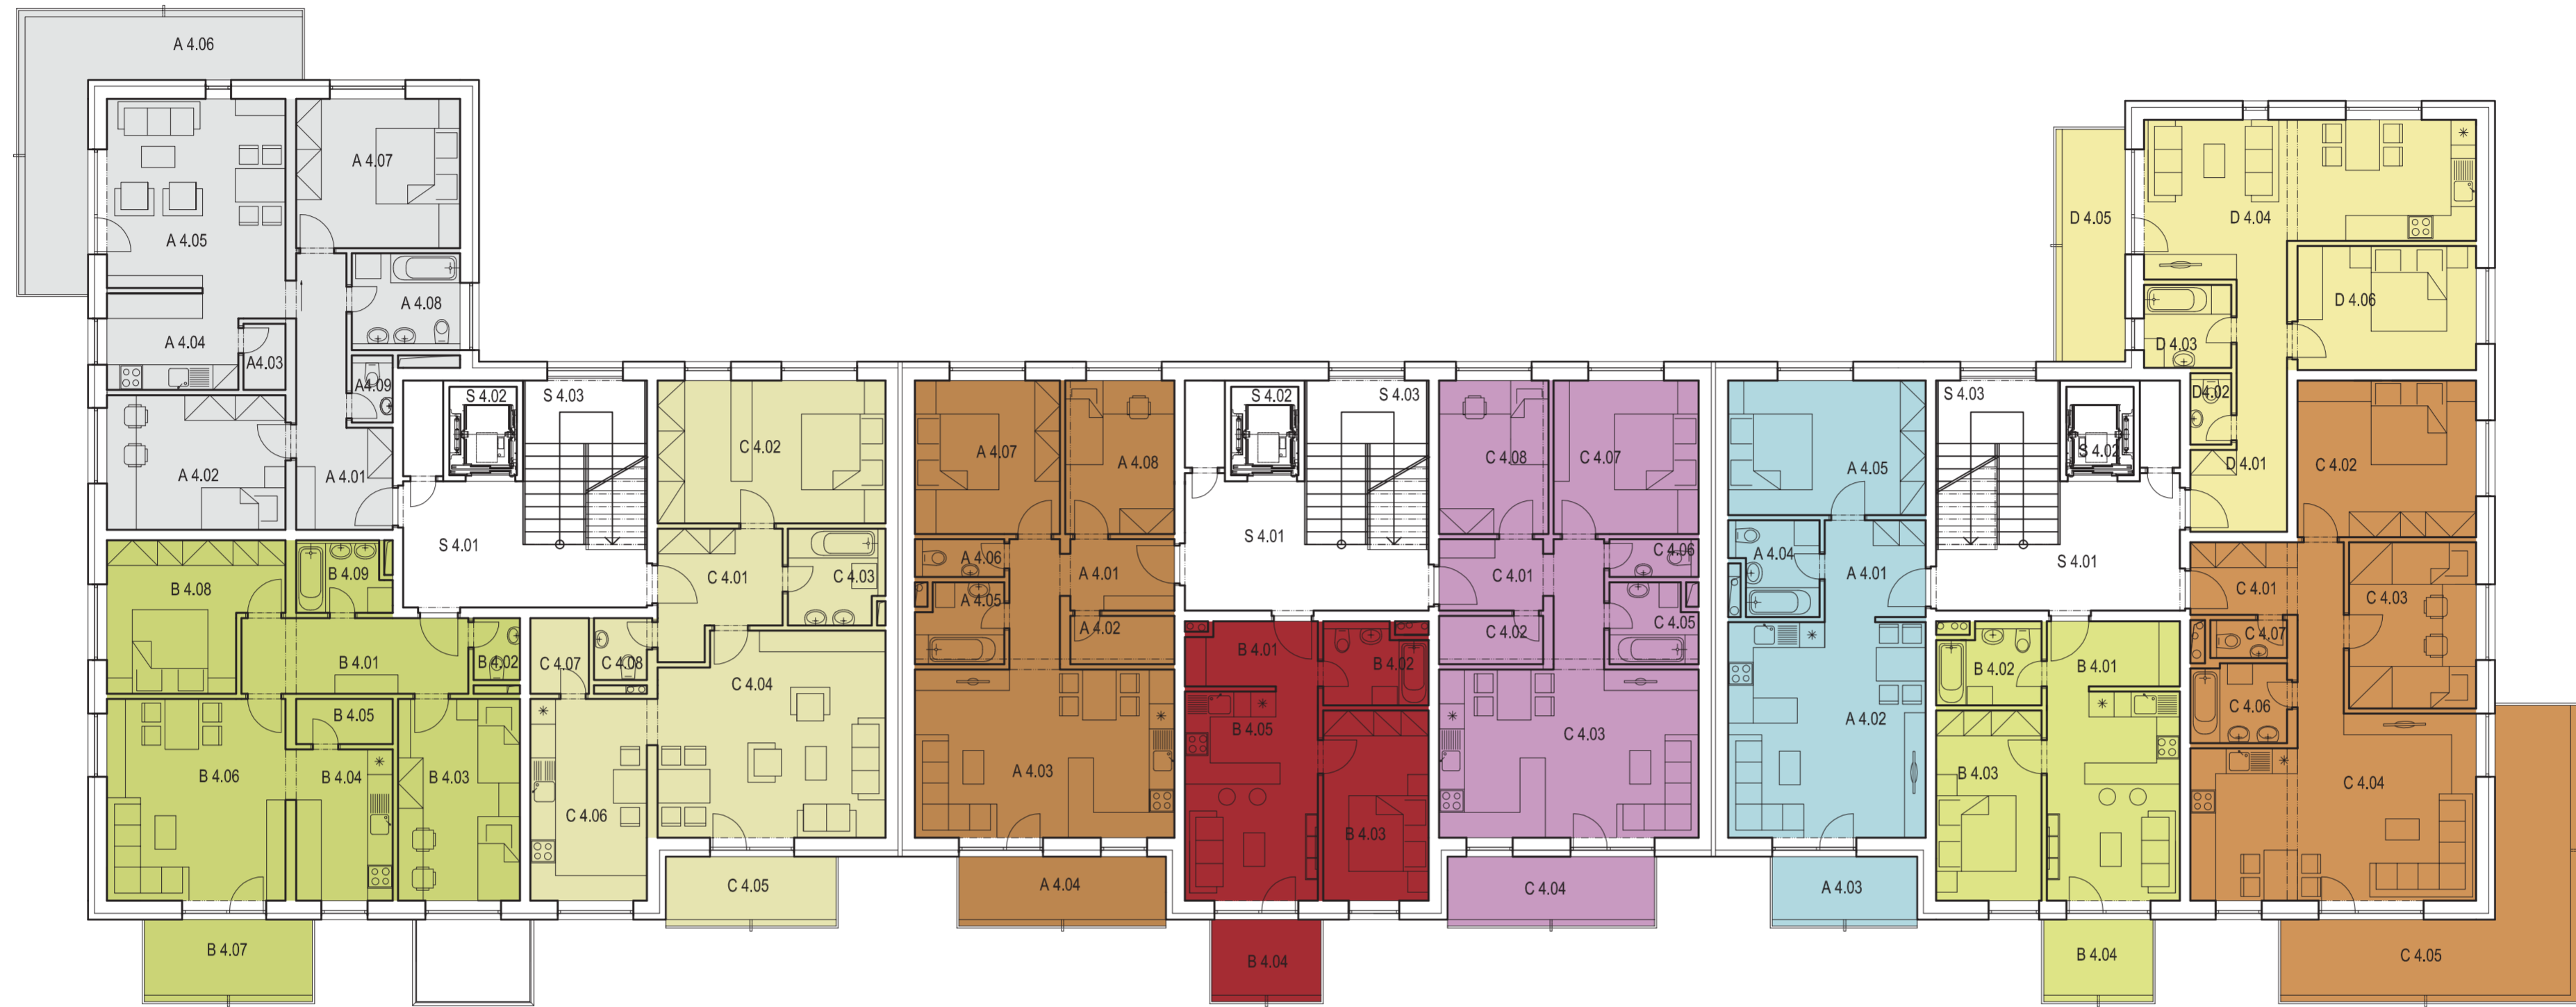 A 4.06
A 4.07
A 4.05
A 4.08
A 4.04
A4.03
A4.09
A 4.02
A 4.01
B 4.08
B 4.09
B 4.01
B 4.02
B 4.05
B 4.06
B 4.04
B 4.03
B 4.07
S 4.02
S 4.03
S 4.01
C 4.02
C 4.01
C 4.03
C 4.07
C 4.08
C 4.04
C 4.06
C 4.05
A 4.07
A 4.08
A 4.06
A 4.01
A 4.05
A 4.02
A 4.03
A 4.04
S 4.02
S 4.03
S 4.01
B 4.01
B 4.02
B 4.05
B 4.03
B 4.04
C 4.08
C 4.07
C 4.06
C 4.01
C 4.05
C 4.02
C 4.03
C 4.04
A 4.05
A 4.04
A 4.01
A 4.02
A 4.03
S 4.03
S 4.02
S 4.01
B 4.02
B 4.01
B 4.03
B 4.04
D 4.05
D 4.04
D 4.06
D 4.03
D4.02
D 4.01
C 4.02
C 4.01
C 4.03
C 4.07
C 4.06
C 4.04
C 4.05